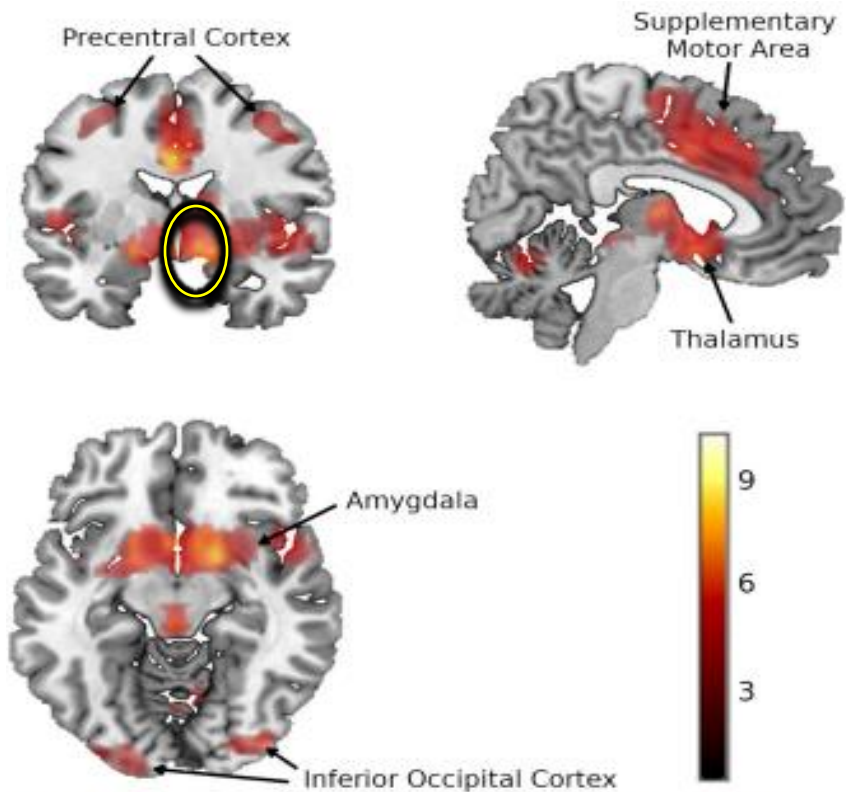 Precentral Cortex
Supplementary
Motor Area
Thalamus
Amygdala
9
6
3
Inferior Occipital Cortex